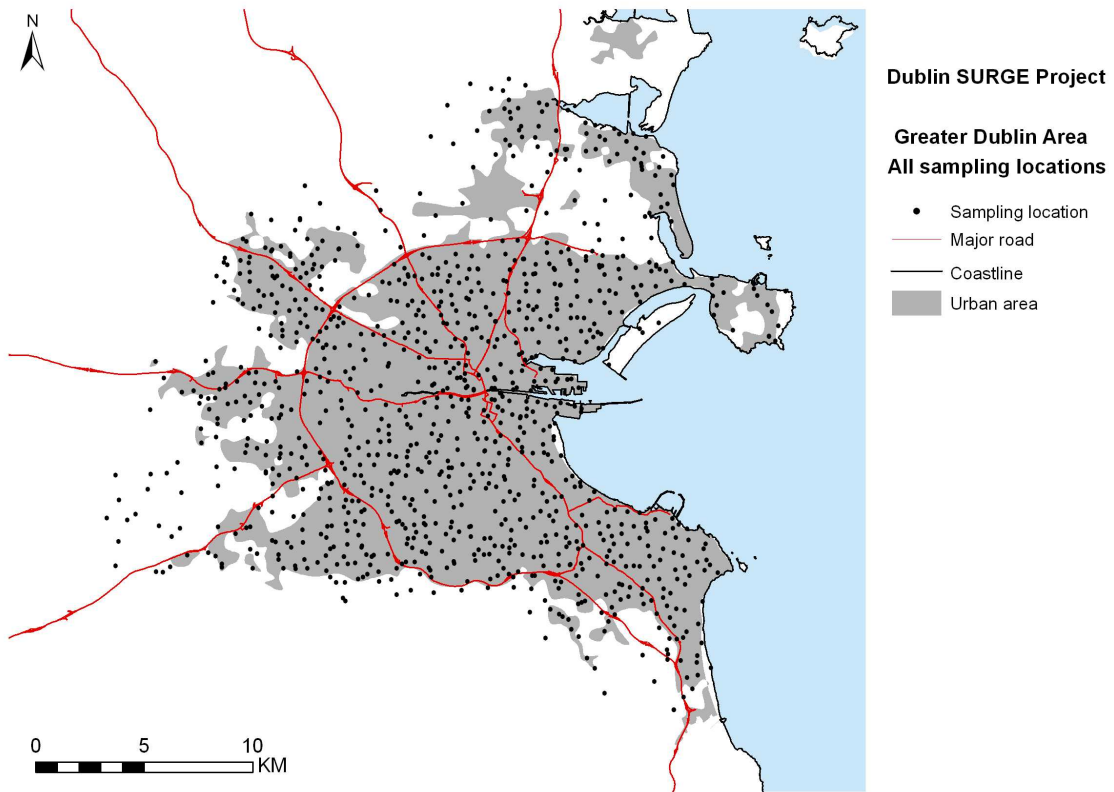 N
Dublin SURGE Project
Greater Dublin Area
All sampling locations
Sampling location
Major road
Coastline
Urban area
0 5 10
KM